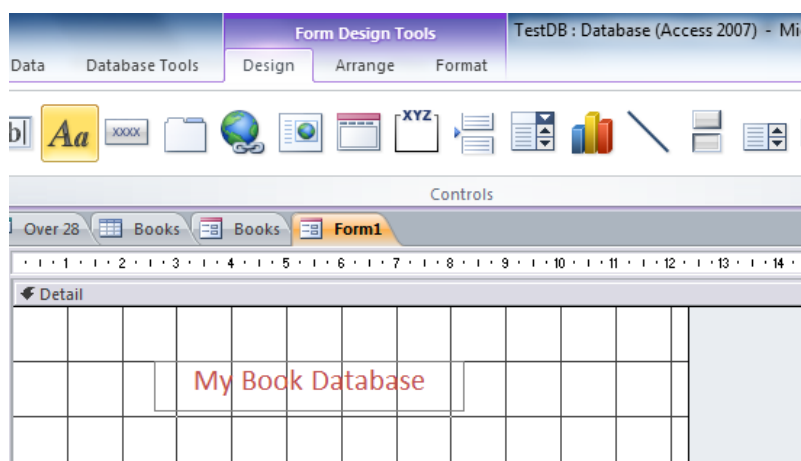 Form Design Tools
TestDB : Database (Access 2007) - Mi
Data Database Tools Design Arrange Format
b|
Aa
XXXX
XYZ
Controls
Over 28 Books Books Form1
1 2 3 4 5 6 7 8 9 10 11 12 13 14
Detail
My Book Database